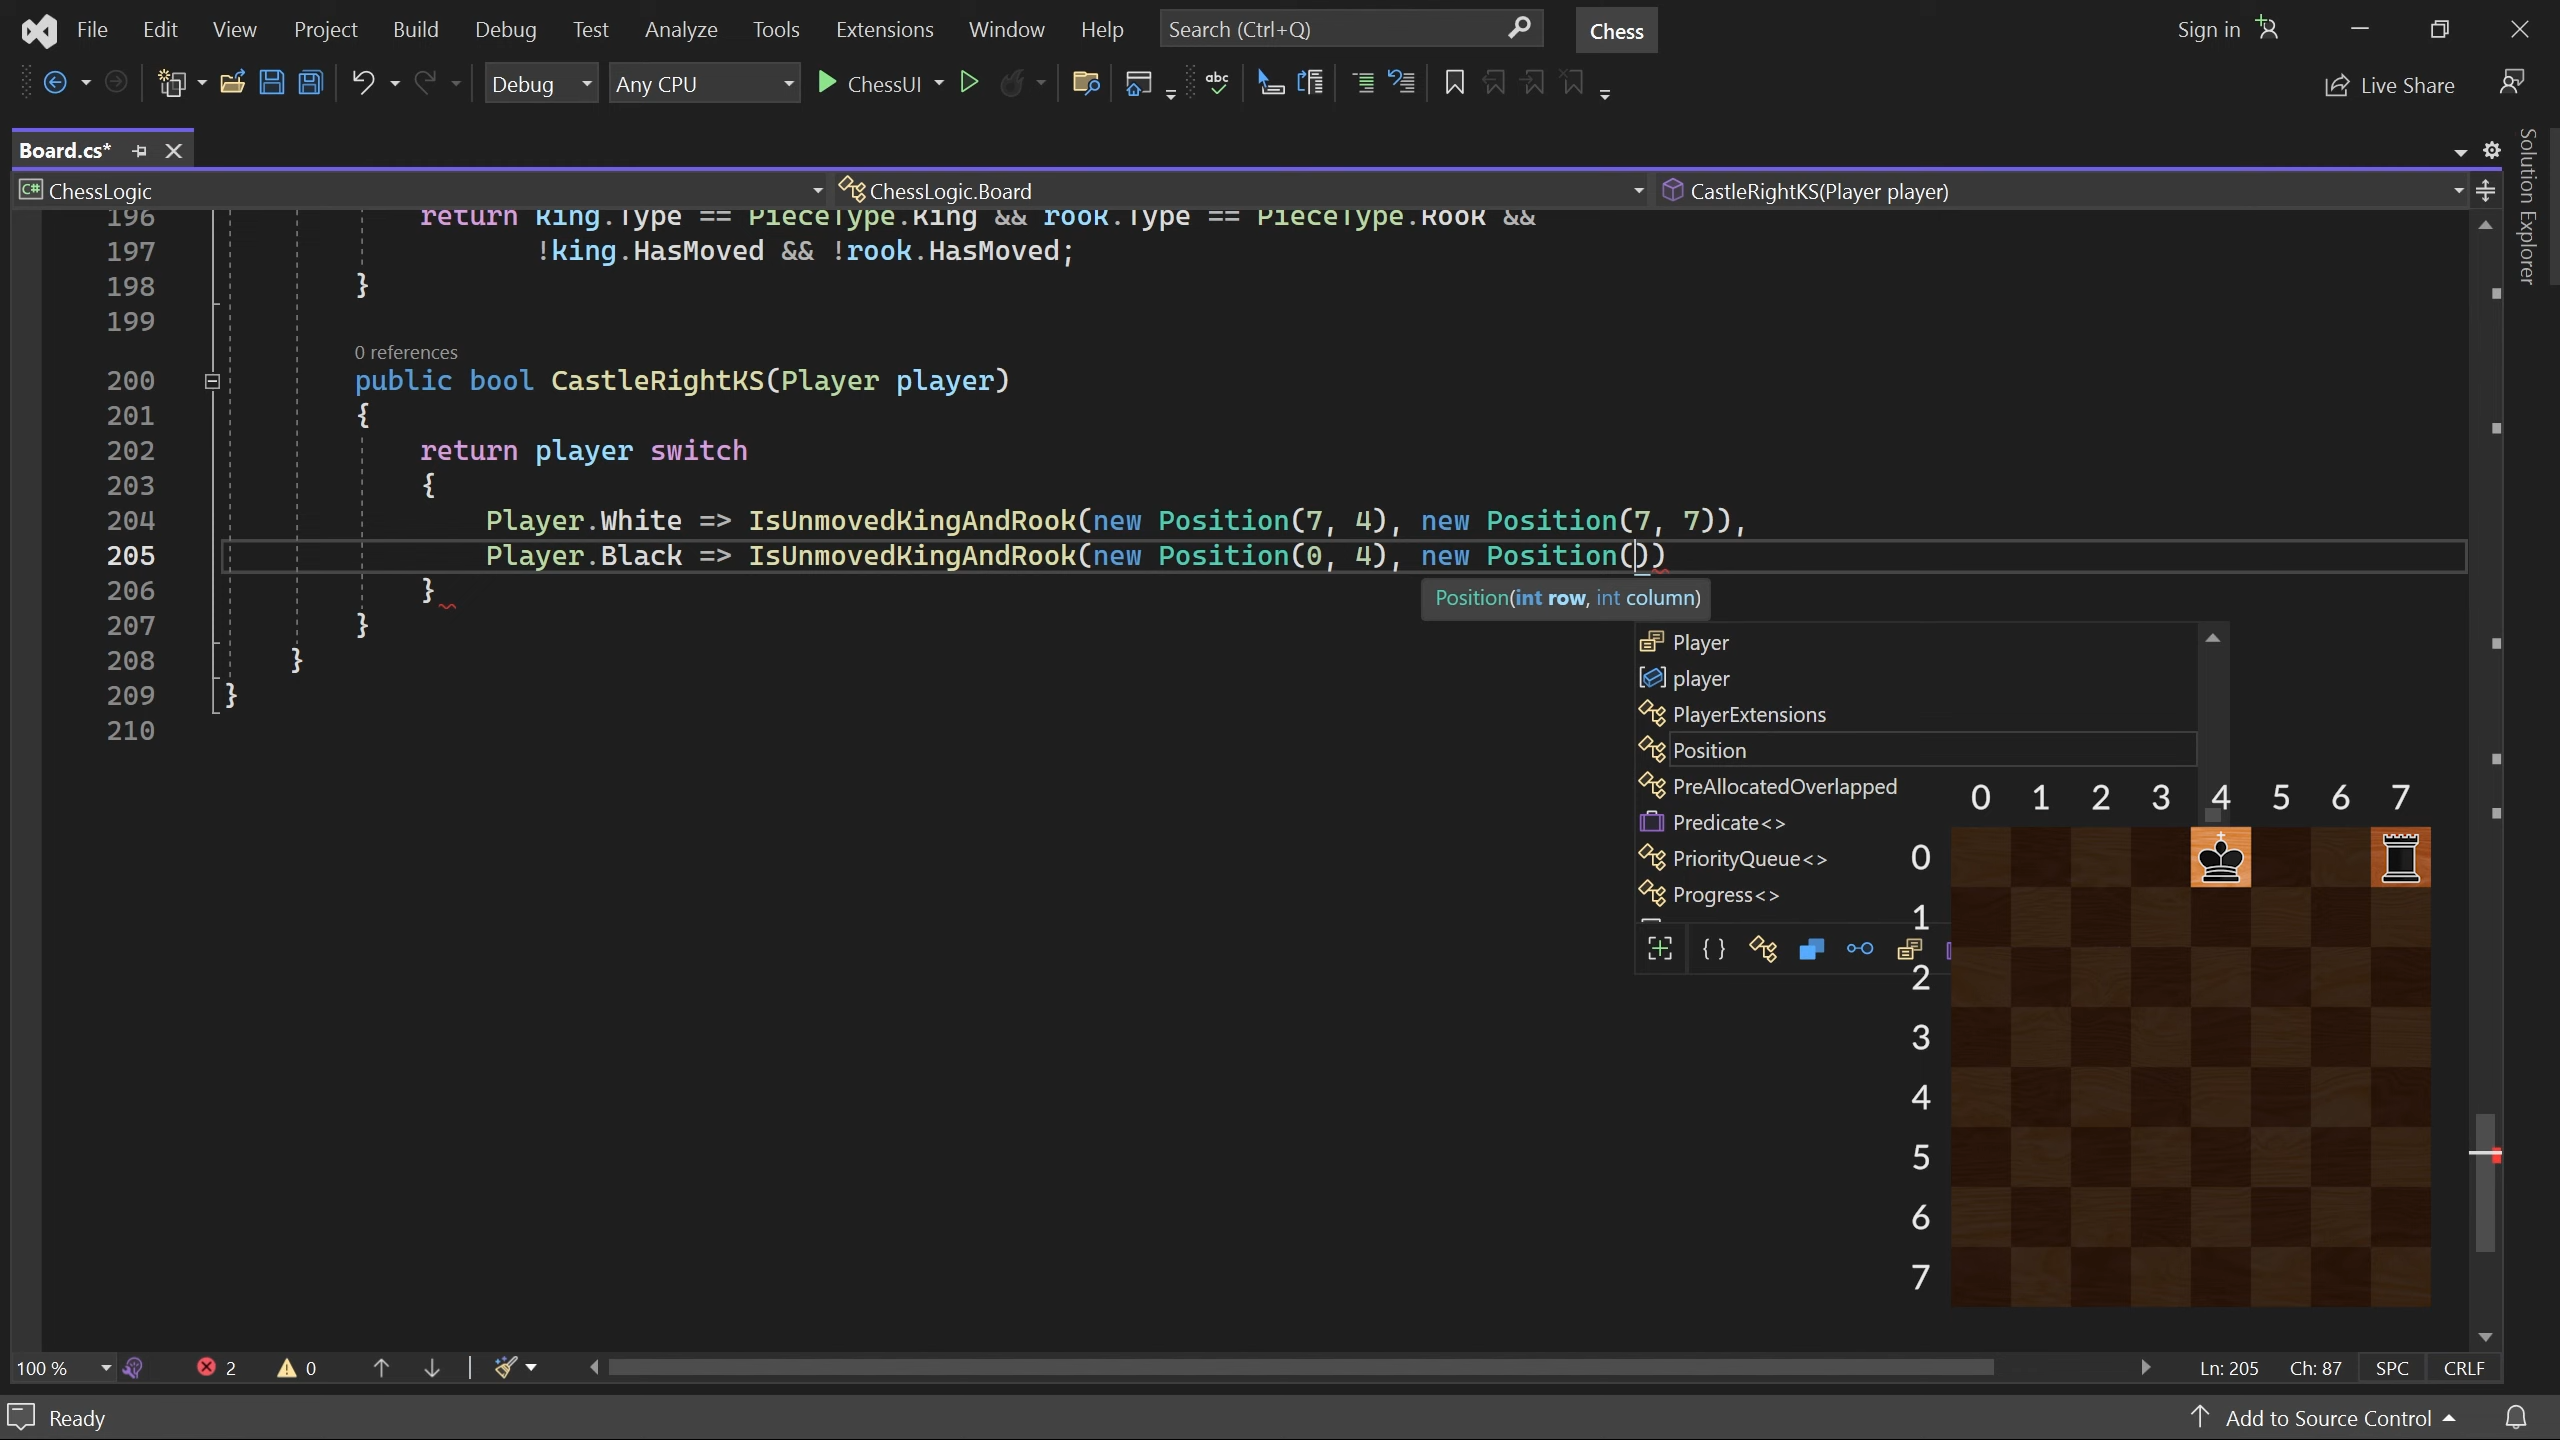 File Edit View Project Build Debug Test Analyze Tools Extensions Window Help Search (Ctrl+Q) Chess Sign in
Debug Any CPU ChessUI abc Live Share
Board.cs*
Solution Explorer
C# ChessLogic ChessLogic.Board CastleRightKS(Player player)
196 return king.Type == PieceType.King && rook.Type == PieceType.Rook &&
197 !king.HasMoved && !rook.HasMoved;
198 }
199
0 references
200 public bool CastleRightKS(Player player)
201 {
202 return player switch
203 {
204 Player.White => IsUnmovedKingAndRook(new Position(7, 4), new Position(7, 7)),
205 Player.Black => IsUnmovedKingAndRook(new Position(0, 4), new Position())
206 }
Position(int row, int column)
207 }
208 }
209 }
210
Player
player
PlayerExtensions
Position
PreAllocatedOverlapped
Predicate<>
PriorityQueue<>
Progress<>
{ }
0 1 2 3 4 5 6 7
0
1
2
3
4
5
6
7
100 % 2 0 Ln: 205 Ch: 87 SPC CRLF
Ready Add to Source Control